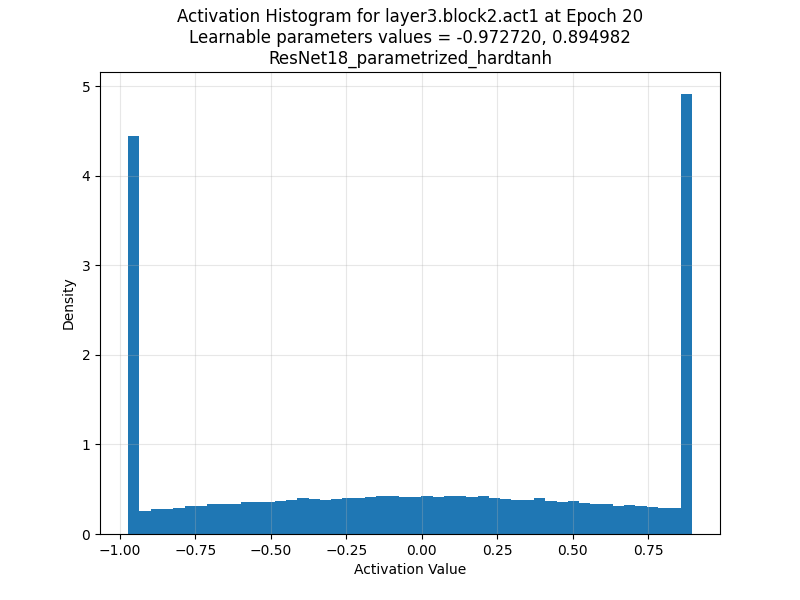 Activation Histogram for layer3.block2.act1 at Epoch 20
Learnable parameters values = -0.972720, 0.894982
ResNet18_parametrized_hardtanh
5
4
3
2
1
0
Density
−1.00 −0.75 −0.50 −0.25 0.00 0.25 0.50 0.75
Activation Value